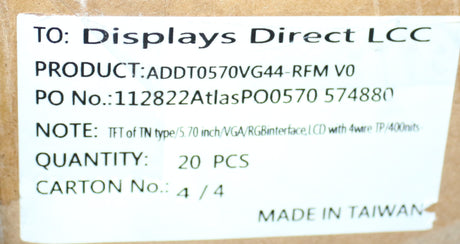 TO: Displays Direct LCC
PRODUCT:ADDT0570VG44-RFM V0
PO No.:112822AtlasPO0570 574880
NOTE: TFT of TN type/5.70 inch/VGA/RGBinterface,LCD with 4wire TP/400nits
QUANTITY: 20 PCS
CARTON No.: 4/4
MADE IN TAIWAN